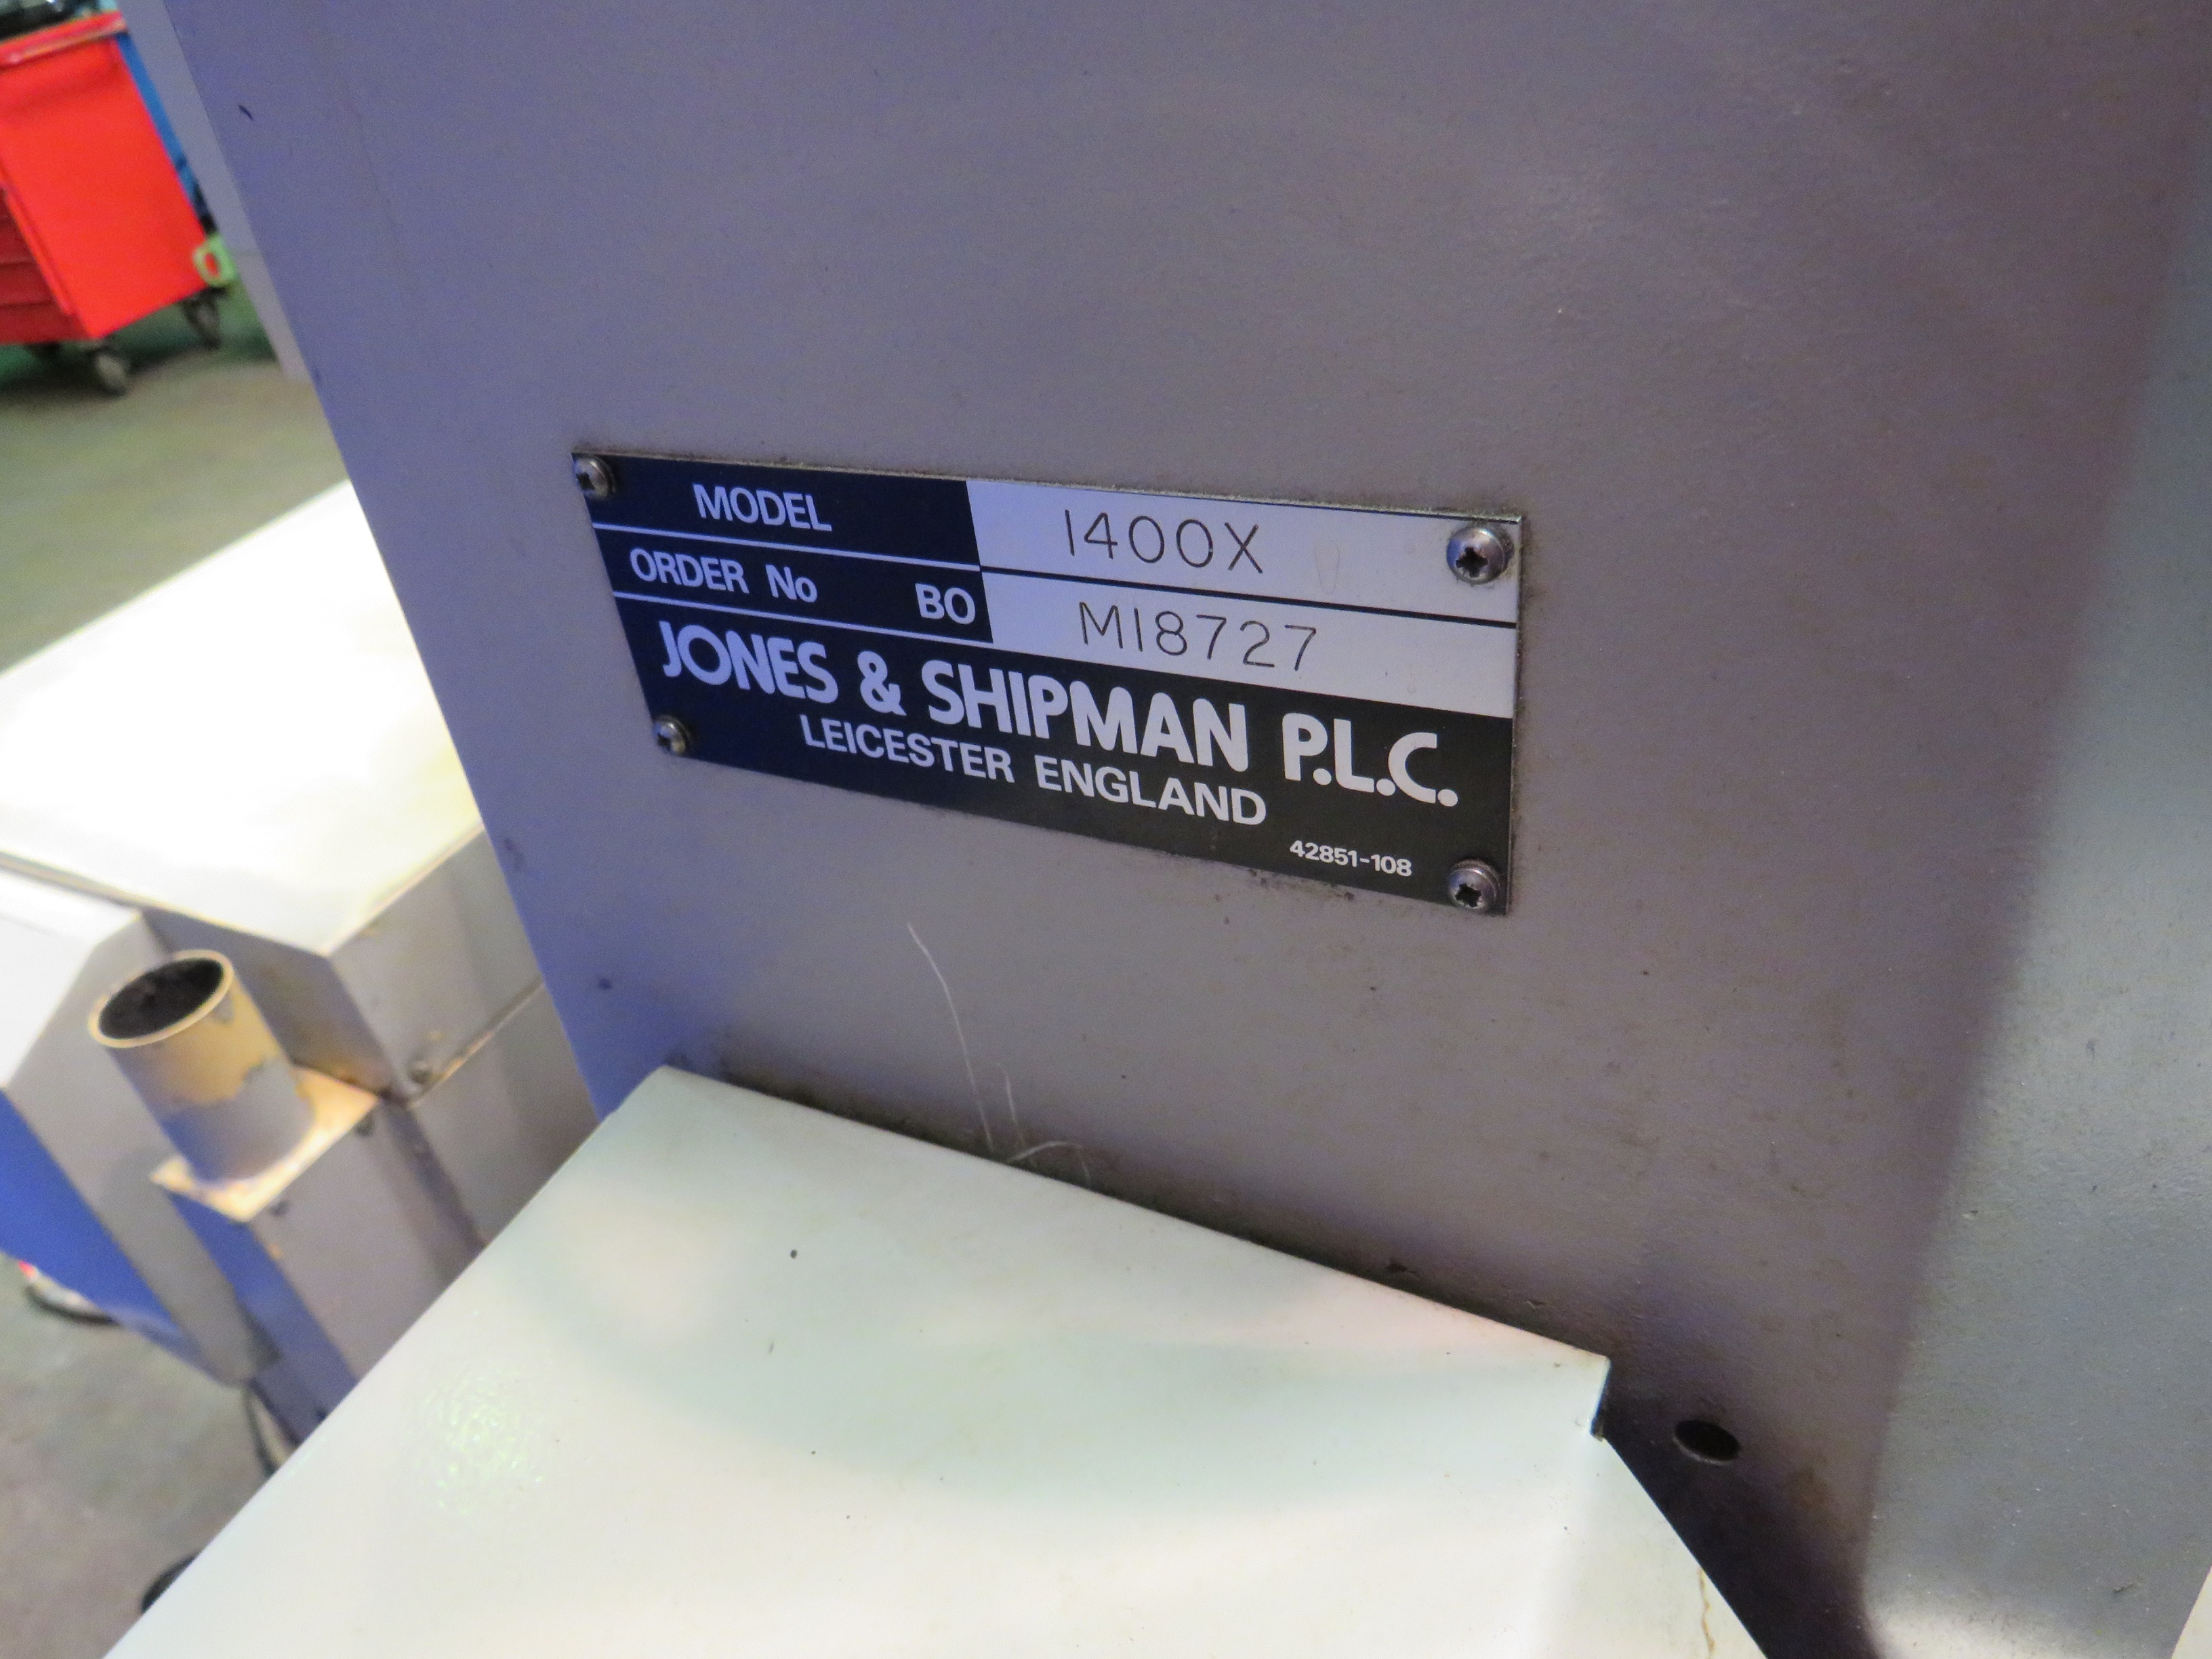 MODEL 1400X
ORDER No BO M18727
JONES & SHIPMAN P.L.C.
LEICESTER ENGLAND
42851-108